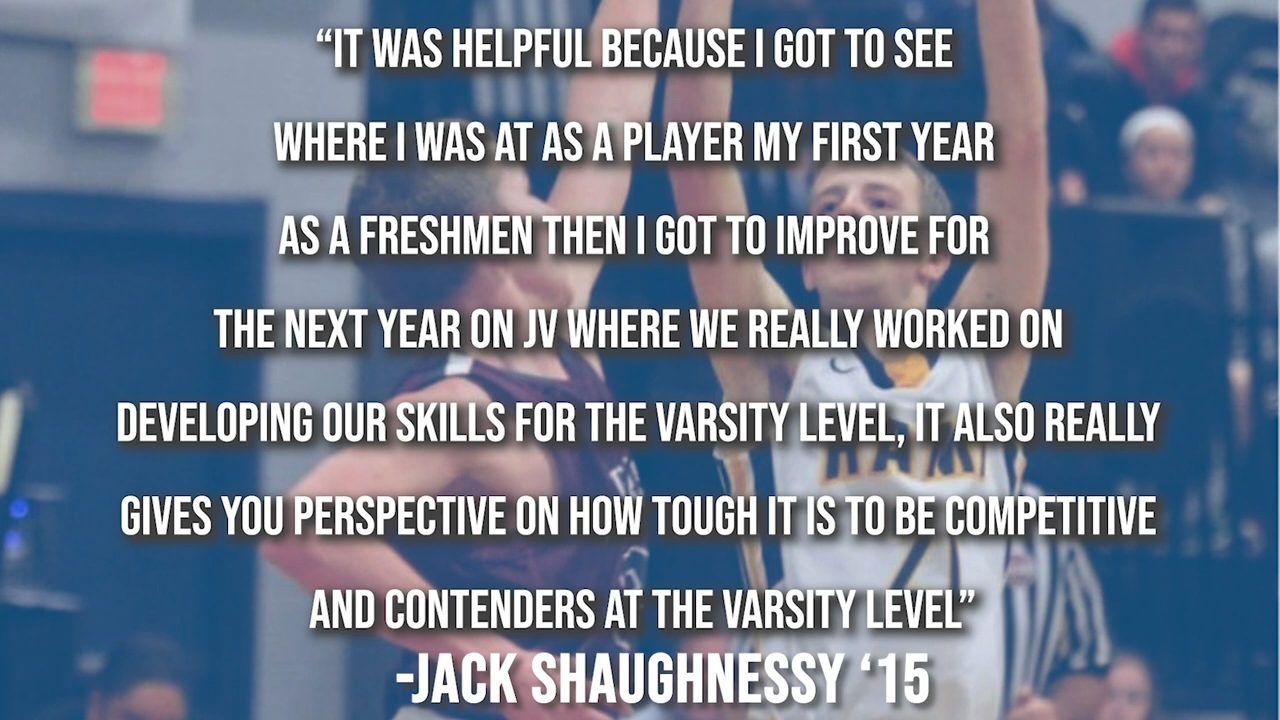 “IT WAS HELPFUL BECAUSE I GOT TO SEE
WHERE I WAS AT AS A PLAYER MY FIRST YEAR
AS A FRESHMEN THEN I GOT TO IMPROVE FOR
THE NEXT YEAR ON JV WHERE WE REALLY WORKED ON
DEVELOPING OUR SKILLS FOR THE VARSITY LEVEL, IT ALSO REALLY
GIVES YOU PERSPECTIVE ON HOW TOUGH IT IS TO BE COMPETITIVE
AND CONTENDERS AT THE VARSITY LEVEL”
-JACK SHAUGHNESSY ‘15